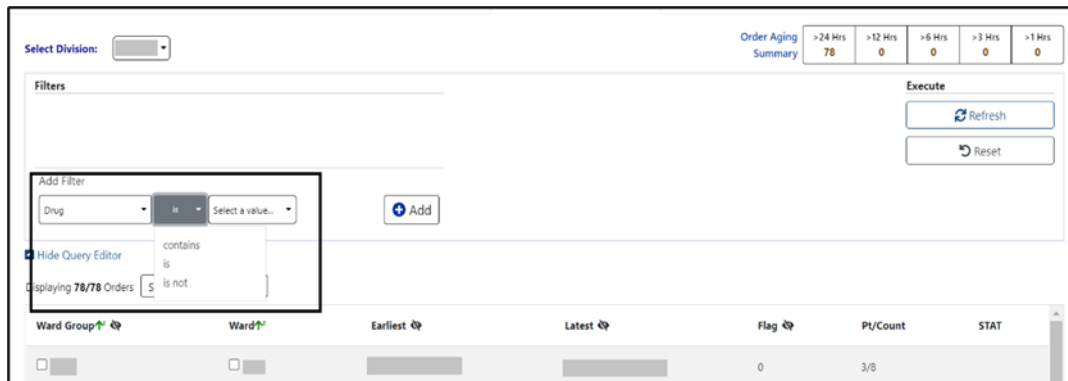 Select Division:
Order Aging Summary
>24 Hrs >12 Hrs >6 Hrs >3 Hrs >1 Hrs
78 0 0 0 0
Filters
Execute
Refresh
Reset
Add Filter
Drug is Select a value... Add
contains
is
is not
Hide Query Editor
Displaying 78/78 Orders S
Ward Group Ward Earliest Latest Flag Pt/Count STAT
0 3/8